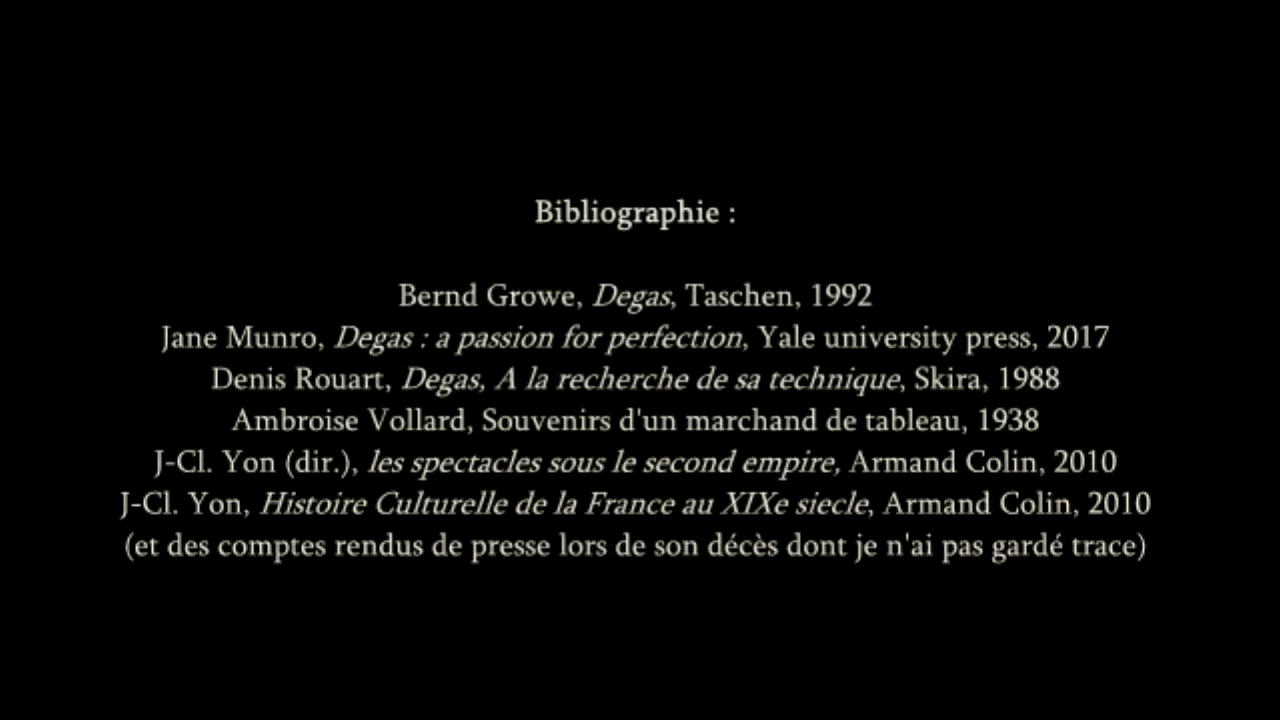 Bibliographie :
Bernd Growe, Degas, Taschen, 1992
Jane Munro, Degas : a passion for perfection, Yale university press, 2017
Denis Rouart, Degas, A la recherche de sa technique, Skira, 1988
Ambroise Vollard, Souvenirs d'un marchand de tableau, 1938
J-Cl. Yon (dir.), les spectacles sous le second empire, Armand Colin, 2010
J-Cl. Yon, Histoire Culturelle de la France au XIXe siecle, Armand Colin, 2010
(et des comptes rendus de presse lors de son décès dont je n'ai pas gardé trace)